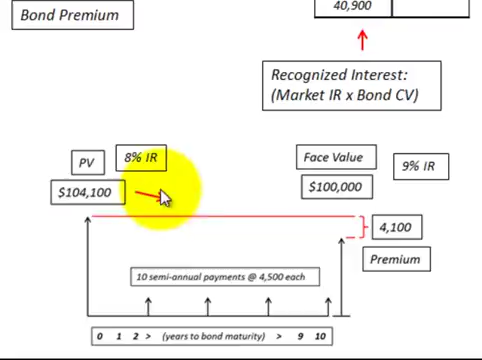 Bond Premium
40,900
Recognized Interest:
(Market IR x Bond CV)
PV
8% IR
Face Value
9% IR
$104,100
$100,000
4,100
Premium
10 semi-annual payments @ 4,500 each
0 1 2 > (years to bond maturity) > 9 10